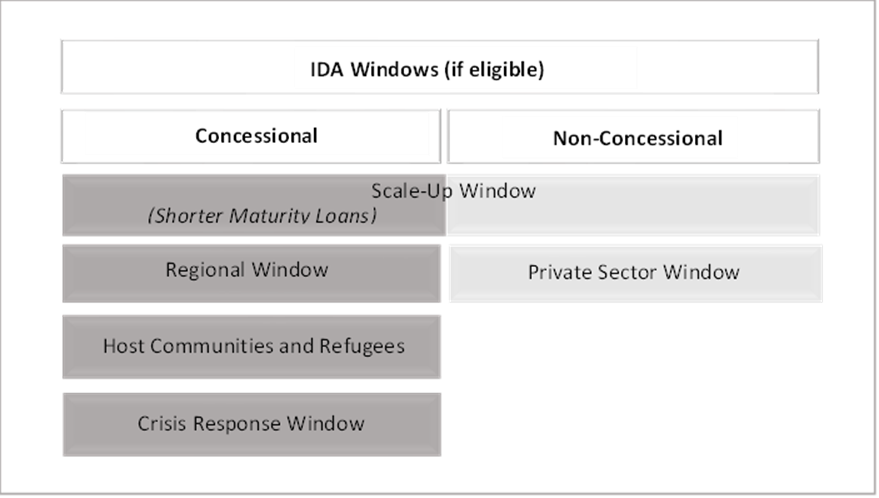 IDA Windows (if eligible)
Concessional
Non-Concessional
Scale-Up Window
(Shorter Maturity Loans)
Regional Window
Private Sector Window
Host Communities and Refugees
Crisis Response Window